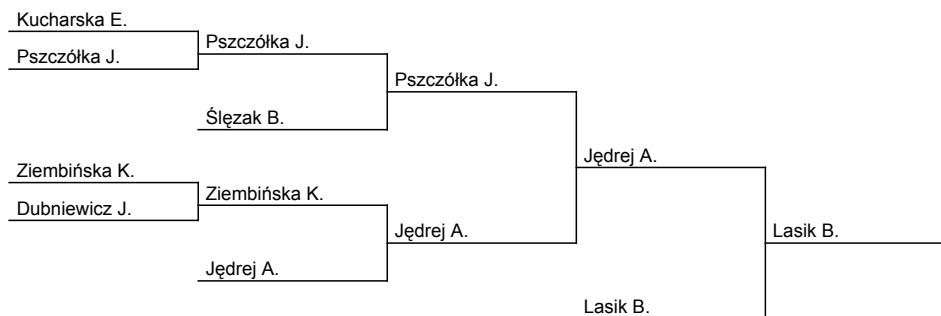 Kucharska E.
Pszczółka J.
Pszczółka J.
Pszczółka J.
Ślęzak B.
Jędrej A.
Ziembińska K.
Ziembińska K.
Dubniewicz J.
Jędrej A.
Lasik B.
Jędrej A.
Lasik B.